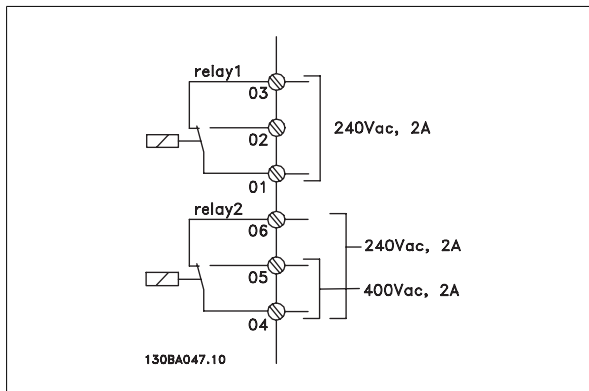 relay1
03
02
240Vac, 2A
01
relay2
06
240Vac, 2A
05
400Vac, 2A
04
130BA047.10